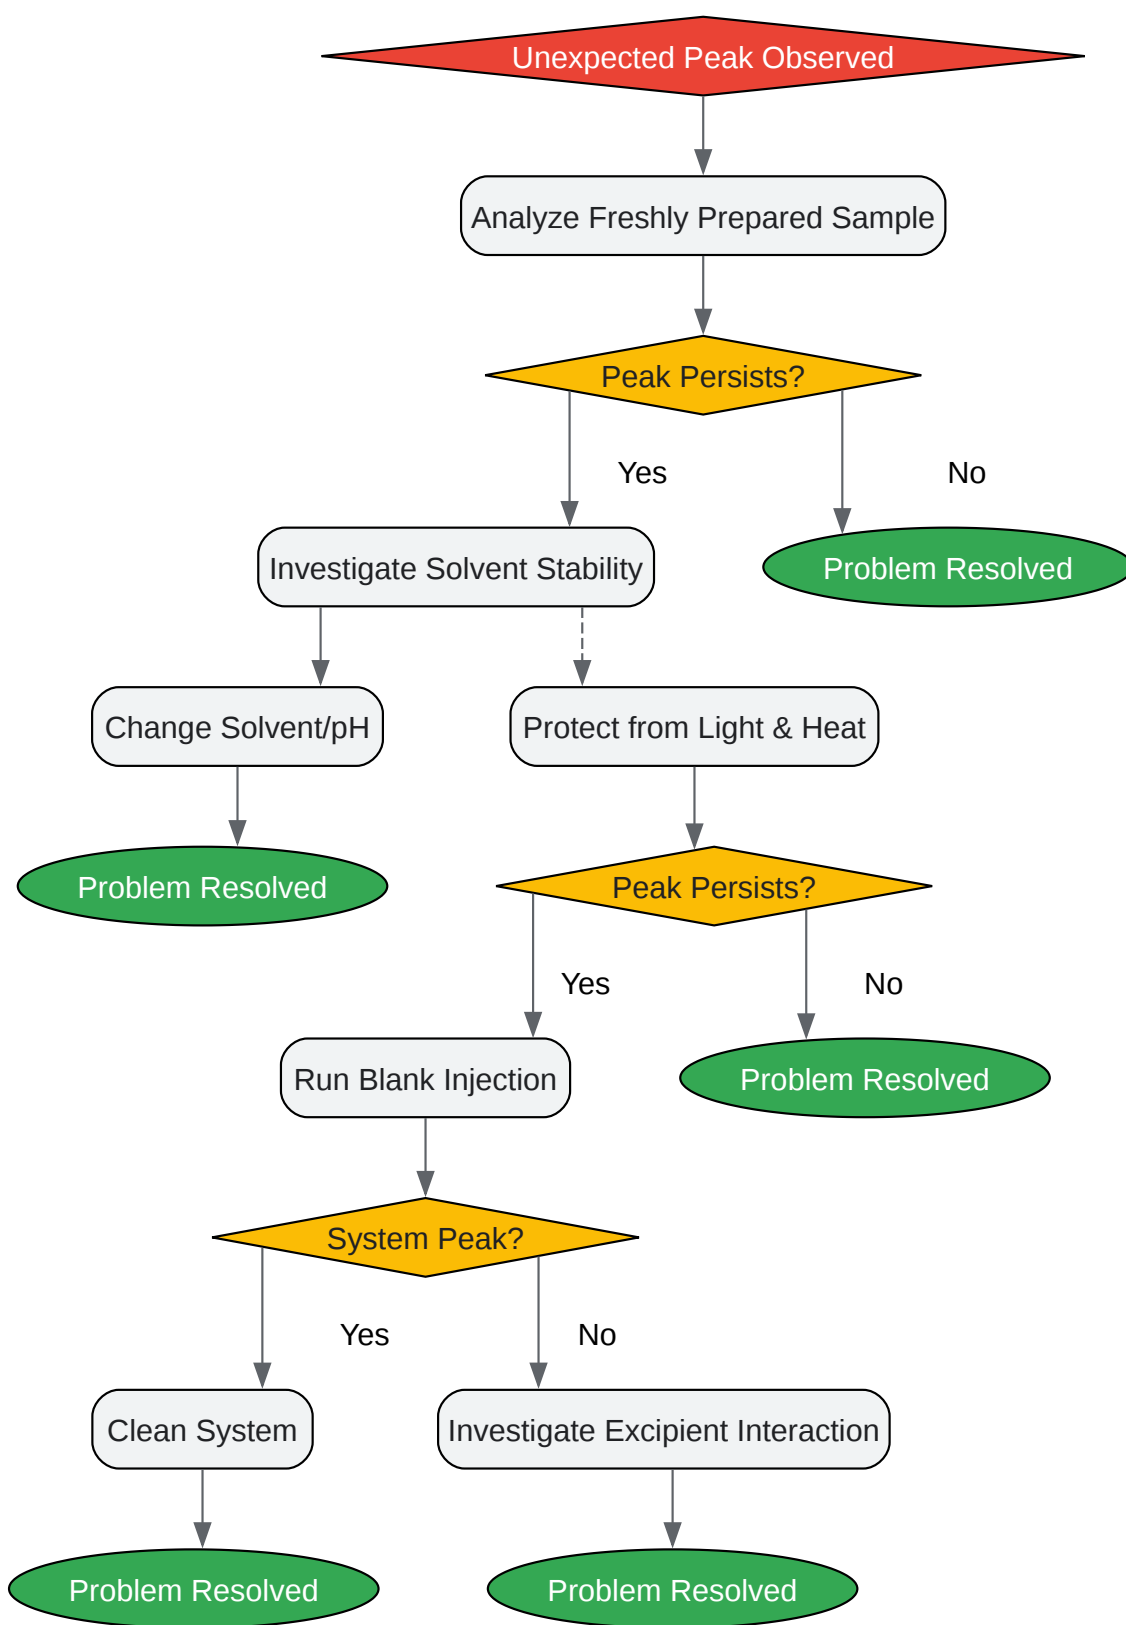 Unexpected Peak Observed
Analyze Freshly Prepared Sample
Peak Persists?
Yes
No
Investigate Solvent Stability
Problem Resolved
Change Solvent/pH
Protect from Light & Heat
Problem Resolved
Peak Persists?
Yes
No
Run Blank Injection
Problem Resolved
System Peak?
Yes
No
Clean System
Investigate Excipient Interaction
Problem Resolved
Problem Resolved